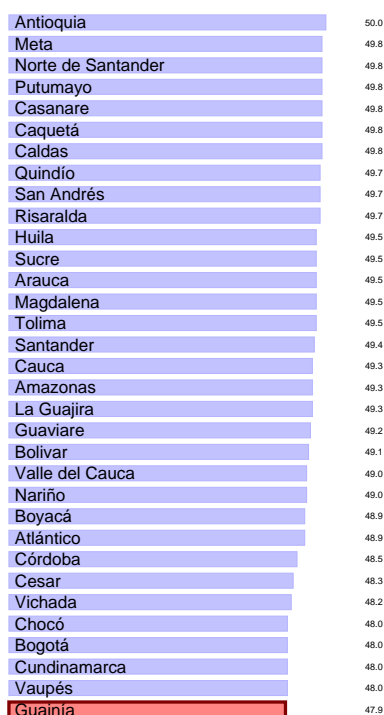 Antioquia 50.0
Meta 49.8
Norte de Santander 49.8
Putumayo 49.8
Casanare 49.8
Caquetá 49.8
Caldas 49.8
Quindío 49.7
San Andrés 49.7
Risaralda 49.7
Huila 49.5
Sucre 49.5
Arauca 49.5
Magdalena 49.5
Tolima 49.5
Santander 49.4
Cauca 49.3
Amazonas 49.3
La Guajira 49.3
Guaviare 49.2
Bolivar 49.1
Valle del Cauca 49.0
Nariño 49.0
Boyacá 48.9
Atlántico 48.9
Córdoba 48.5
Cesar 48.3
Vichada 48.2
Chocó 48.0
Bogotá 48.0
Cundinamarca 48.0
Vaupés 48.0
Guainía 47.9